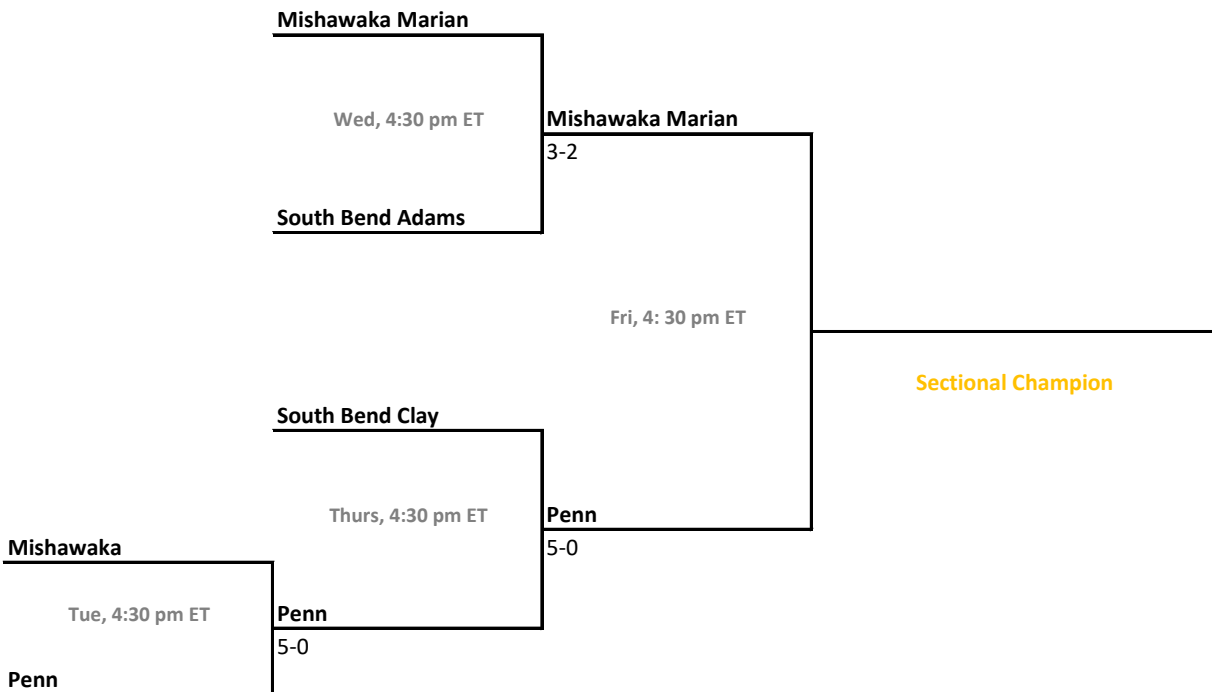 Mishawaka Marian
Wed, 4:30 pm ET
Mishawaka Marian
3-2
South Bend Adams
Fri, 4: 30 pm ET
Sectional Champion
South Bend Clay
Thurs, 4:30 pm ET
Penn
5-0
Mishawaka
Tue, 4:30 pm ET
Penn
5-0
Penn